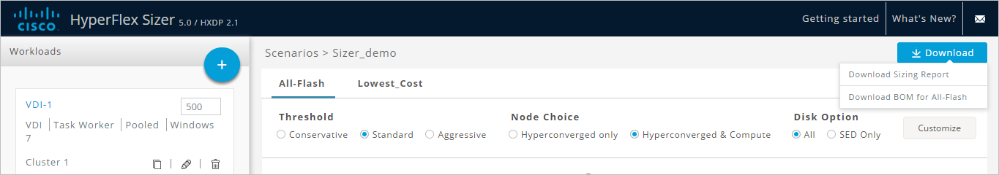 CISCO HyperFlex Sizer 5.0 / HXDP 2.1 Getting started What's New?
Workloads
+
Scenarios > Sizer_demo
Download
Download Sizing Report
Download BOM for All-Flash
All-Flash Lowest_Cost
VDI-1 500
VDI Task Worker Pooled Windows
7
Cluster 1
Threshold Node Choice Disk Option
Conservative Standard Aggressive Hyperconverged only Hyperconverged & Compute All SED Only Customize